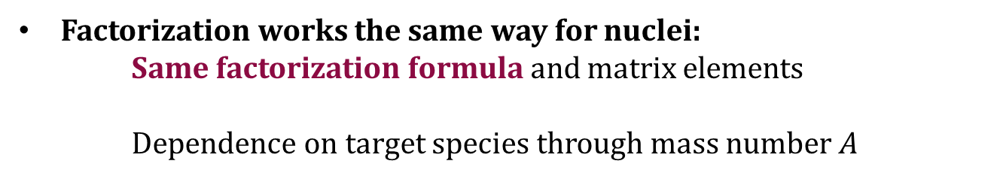 • Factorization works the same way for nuclei:
Same factorization formula and matrix elements
Dependence on target species through mass number A